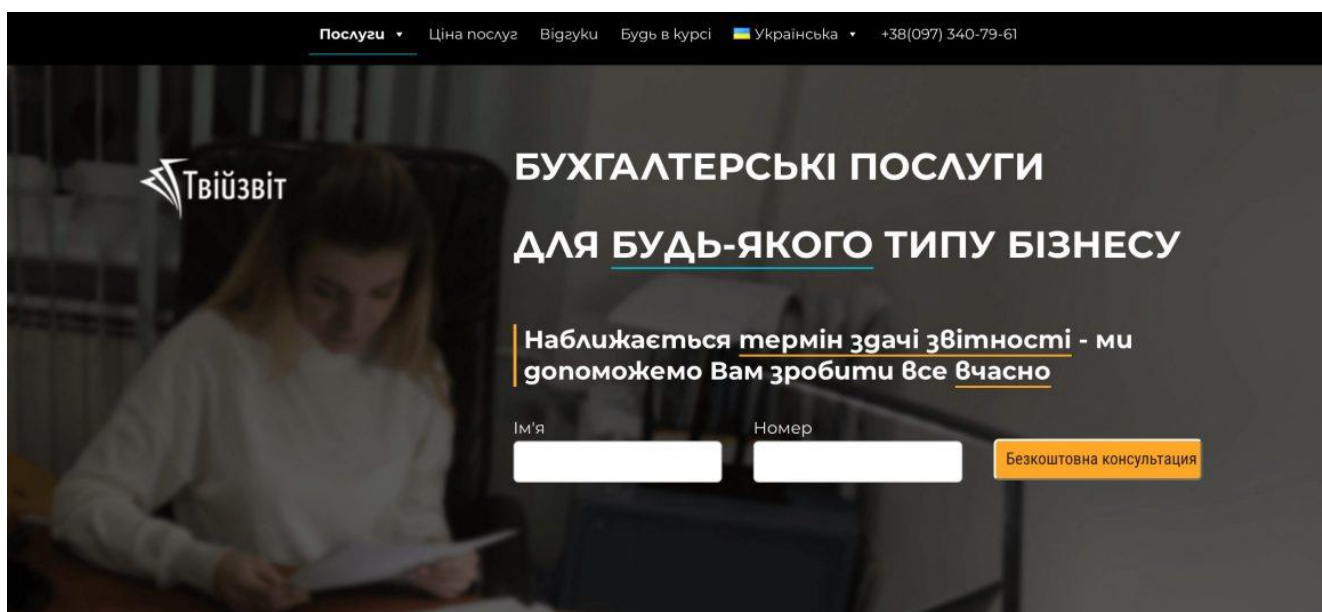 Послуги
Ціна послуг
Відгуки
Будь в курсі
Українська
+38(097) 340-79-61
Твійзвіт
БУХГАЛТЕРСЬКІ ПОСЛУГИ
ДЛЯ БУДЬ-ЯКОГО ТИПУ БІЗНЕСУ
Наближається термін здачі звітності - ми
допоможемо Вам зробити все вчасно
Ім'я
Номер
Безкоштовна консультация